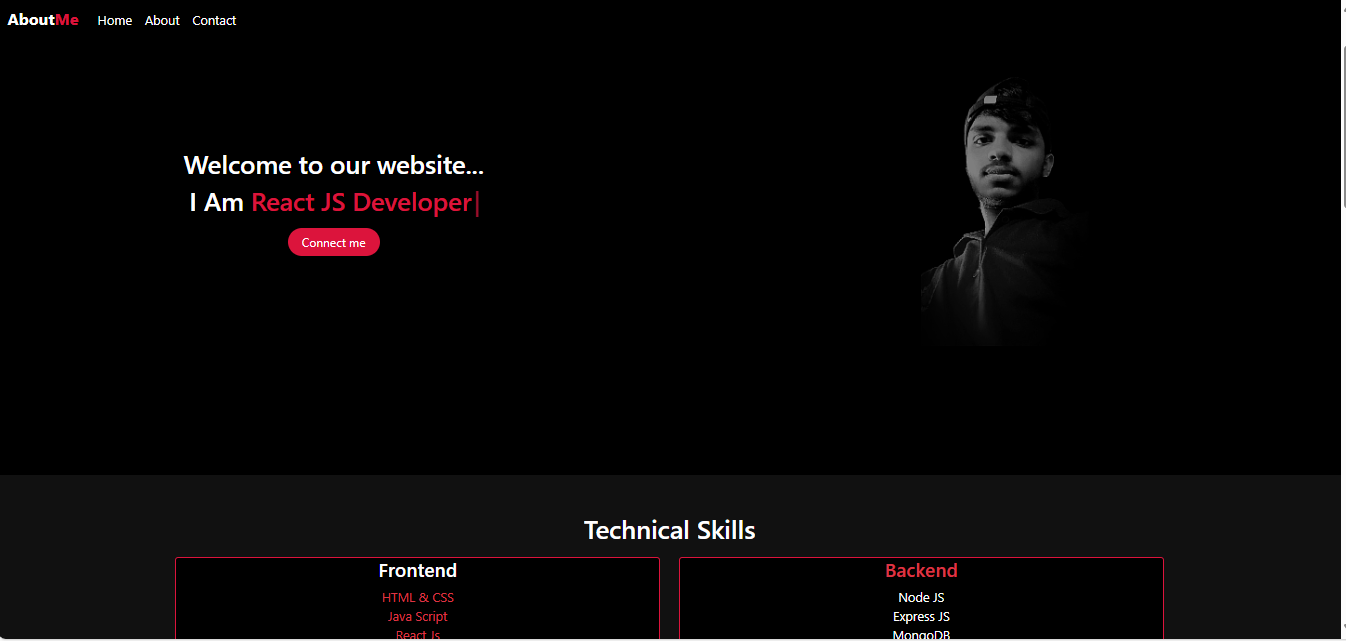 AboutMe Home About Contact
Welcome to our website...
I Am React JS Developer|
Connect me
Technical Skills
Frontend
HTML & CSS
Java Script
React Js
Backend
Node JS
Express JS
MongoDB